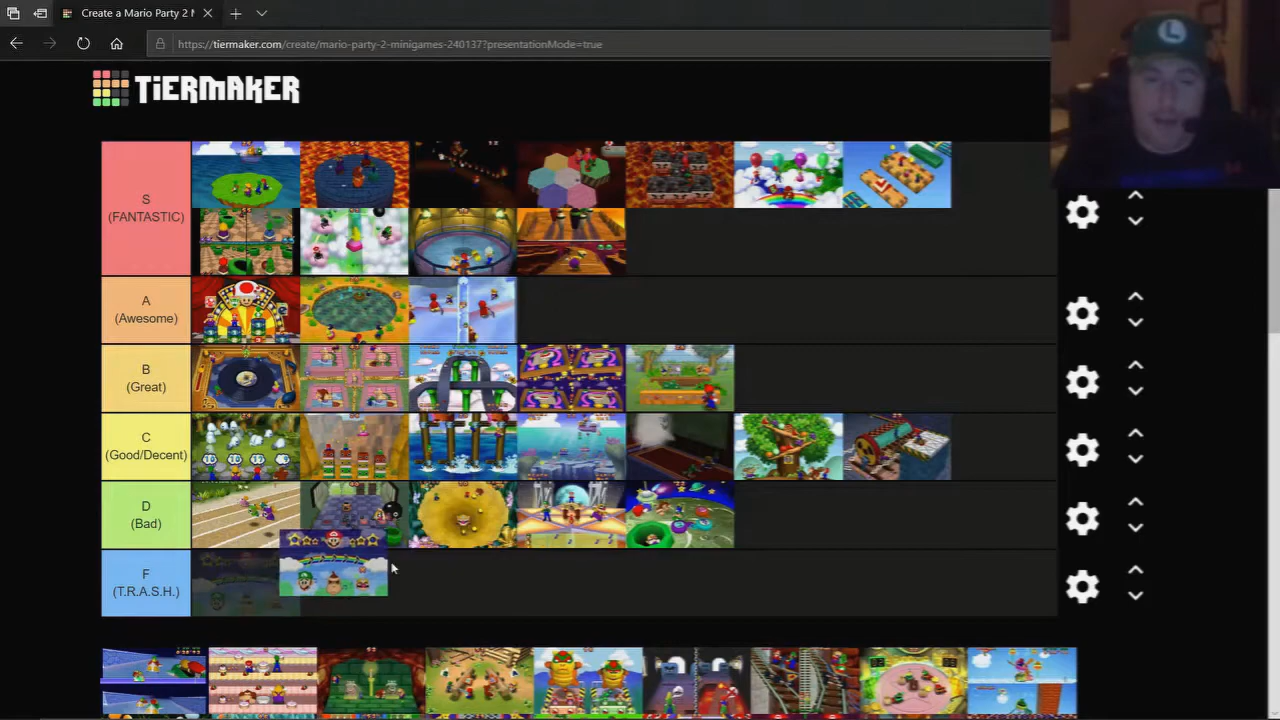 Create a Mario Party 2 M
https://tiermaker.com/create/mario-party-2-minigames-240137?presentationMode=true
TiERMAKER
L
S
(FANTASTIC)
A
(Awesome)
B
(Great)
C
(Good/Decent)
D
(Bad)
F
(T.R.A.S.H.)